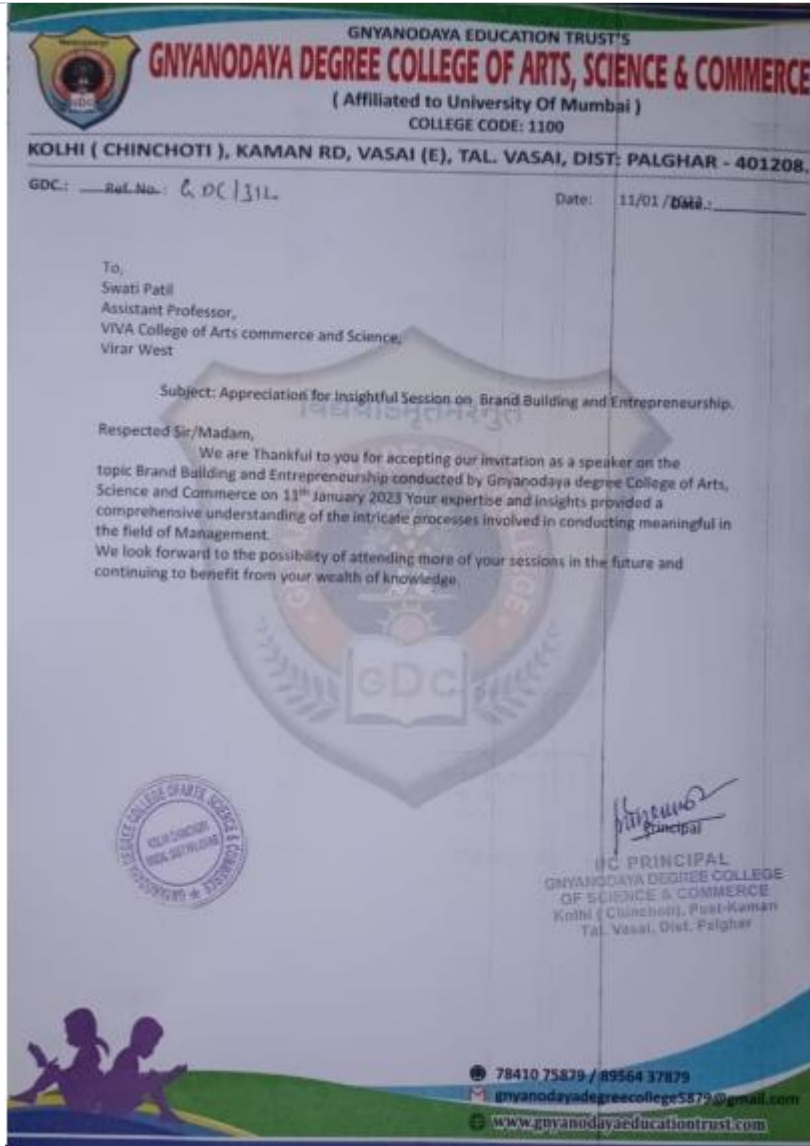 GNYANODAYA EDUCATION TRUST'S
GNYANODAYA DEGREE COLLEGE OF ARTS, SCIENCE & COMMERCE
( Affiliated to University Of Mumbai )
COLLEGE CODE: 1100
KOLHI ( CHINCHOTI ), KAMAN RD, VASAI (E), TAL. VASAI, DIST: PALGHAR - 401208.
GDC.: Ref. No.:
Date: 11/01/ Date.:
To,
Swati Patil
Assistant Professor,
VIVA College of Arts commerce and Science,
Virar West
Subject: Appreciation for Insightful Session on Brand Building and Entrepreneurship.
Respected Sir/Madam,
We are Thankful to you for accepting our invitation as a speaker on the
topic Brand Building and Entrepreneurship conducted by Gnyanodaya degree College of Arts,
Science and Commerce on 11th January 2023 Your expertise and insights provided a
comprehensive understanding of the intricate processes involved in conducting meaningful in
the field of Management.
We look forward to the possibility of attending more of your sessions in the future and
continuing to benefit from your wealth of knowledge.
GDC
GNYANODAYA DEGREE COLLEGE OF ARTS, SCIENCE & COMMERCE
Principal
I/C PRINCIPAL
GNYANODAYA DEGREE COLLEGE
OF SCIENCE & COMMERCE
Kolhi (Chinchoti), Post-Kaman
Tal. Vasai, Dist. Palghar
78410 75879 / 89564 37879
gnyanodayadegreecollege5879@gmail.com
www.gnyanodayaeducationtrust.com